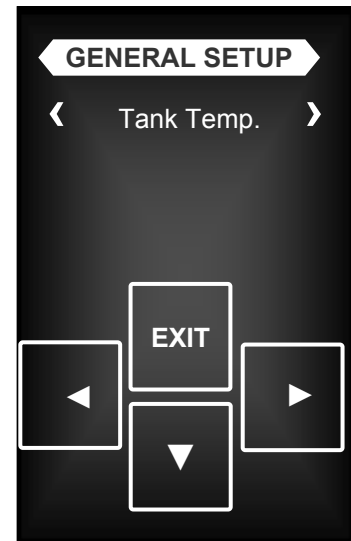 GENERAL SETUP
‹ Tank Temp. ›
EXIT
◄ ►
▼